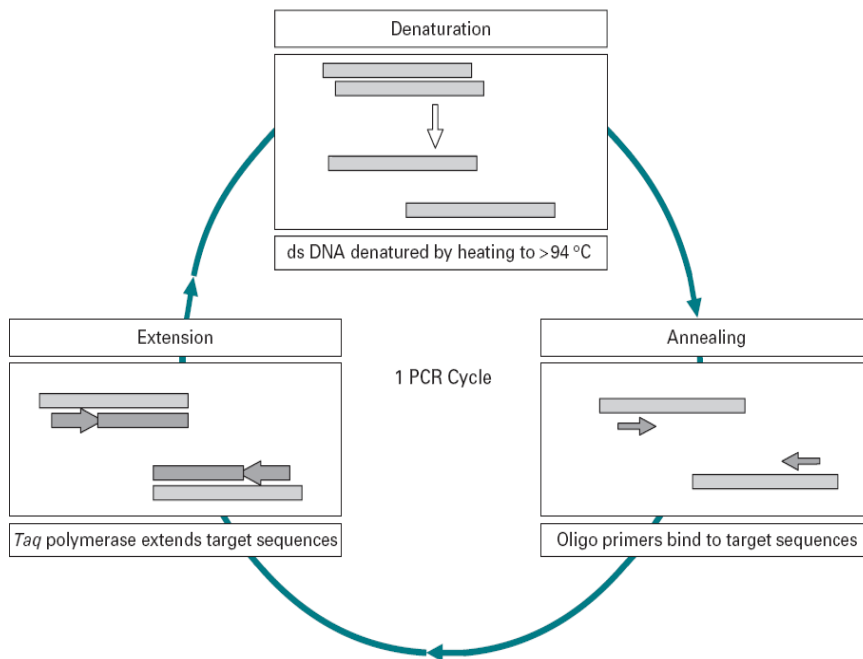 Denaturation
ds DNA denatured by heating to >94 °C
Extension
1 PCR Cycle
Annealing
Taq polymerase extends target sequences
Oligo primers bind to target sequences